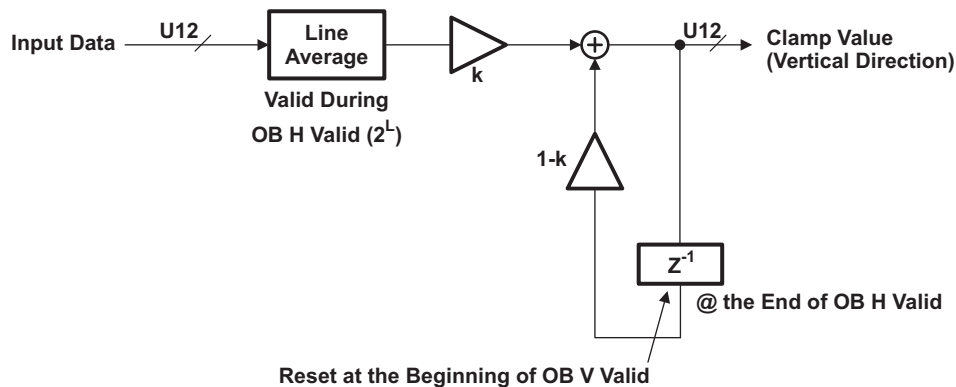 Input Data
U12
Line
Average
Valid During
OB H Valid (2^L)
k
+
U12
Clamp Value
(Vertical Direction)
1-k
Z^-1
@ the End of OB H Valid
Reset at the Beginning of OB V Valid